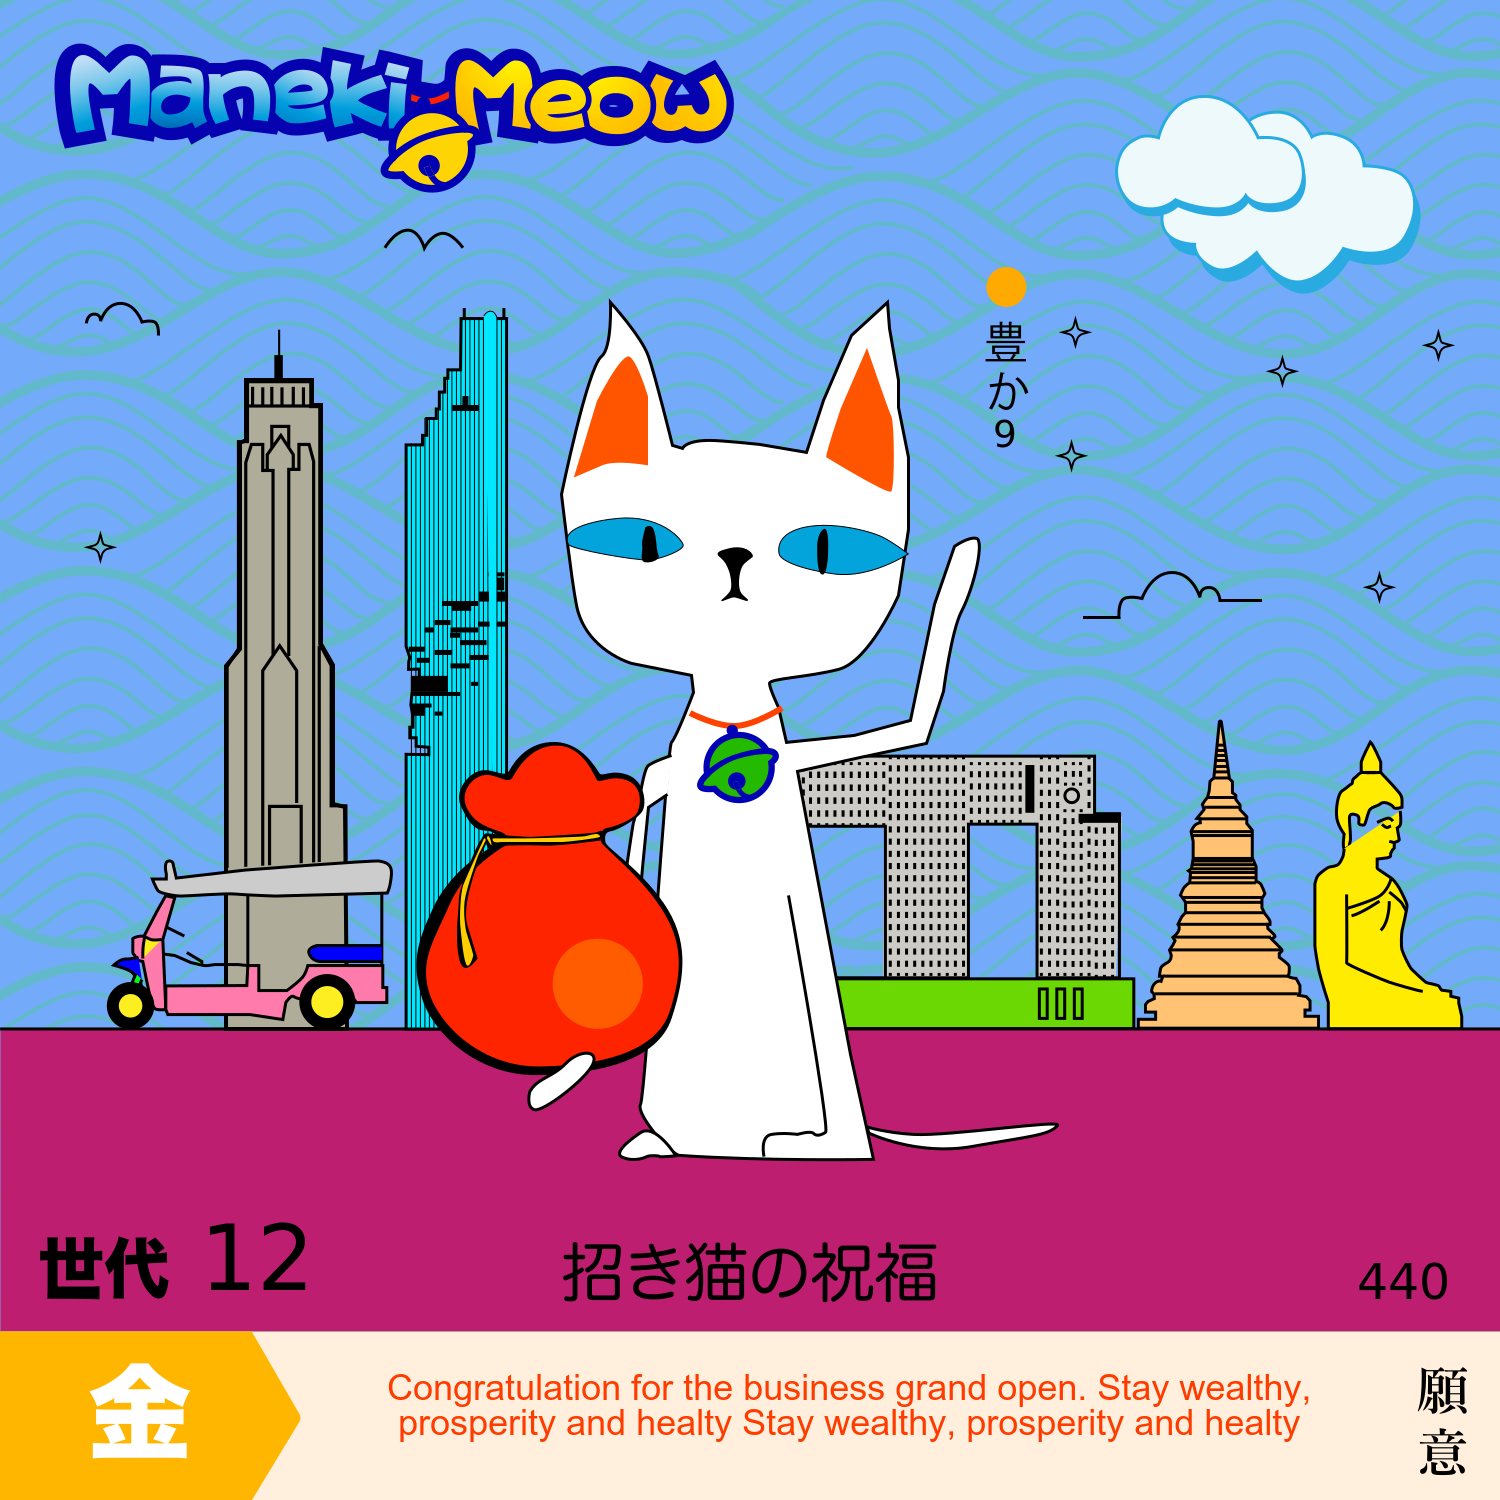 Maneki-Meow
豊か9
世代 12
招き猫の祝福
440
金
Congratulation for the business grand open. Stay wealthy,
prosperity and healty Stay wealthy, prosperity and healty
願意